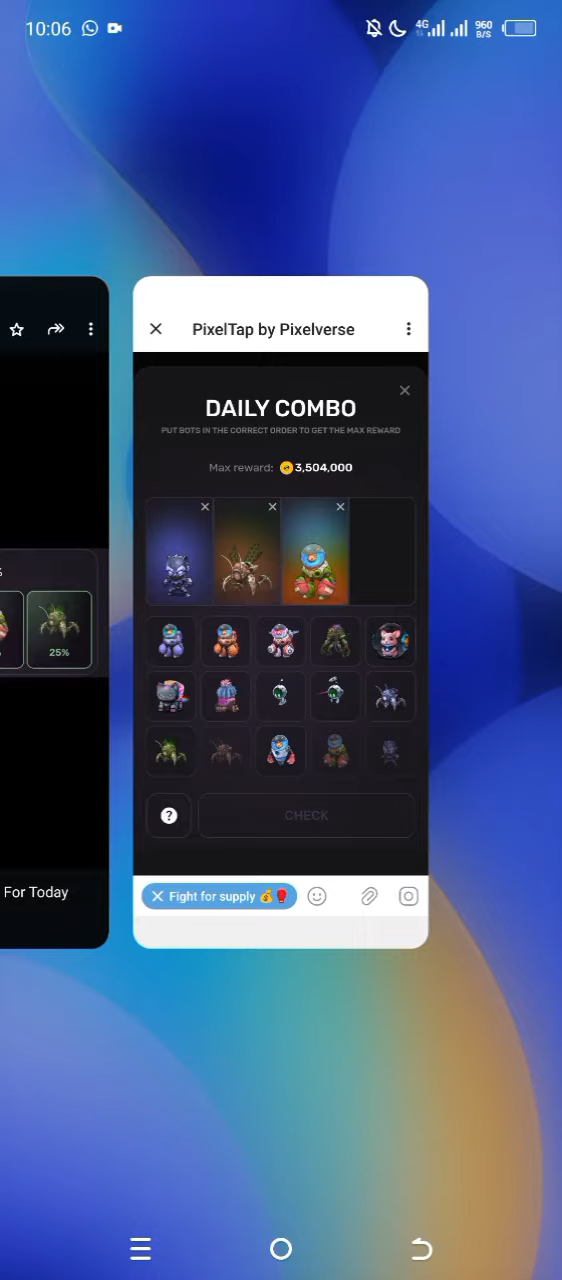 10:06
4G
960
B/S
PixelTap by Pixelverse
DAILY COMBO
PUT BOTS IN THE CORRECT ORDER TO GET THE MAX REWARD
Max reward: 3,504,000
25%
? CHECK
For Today
Fight for supply